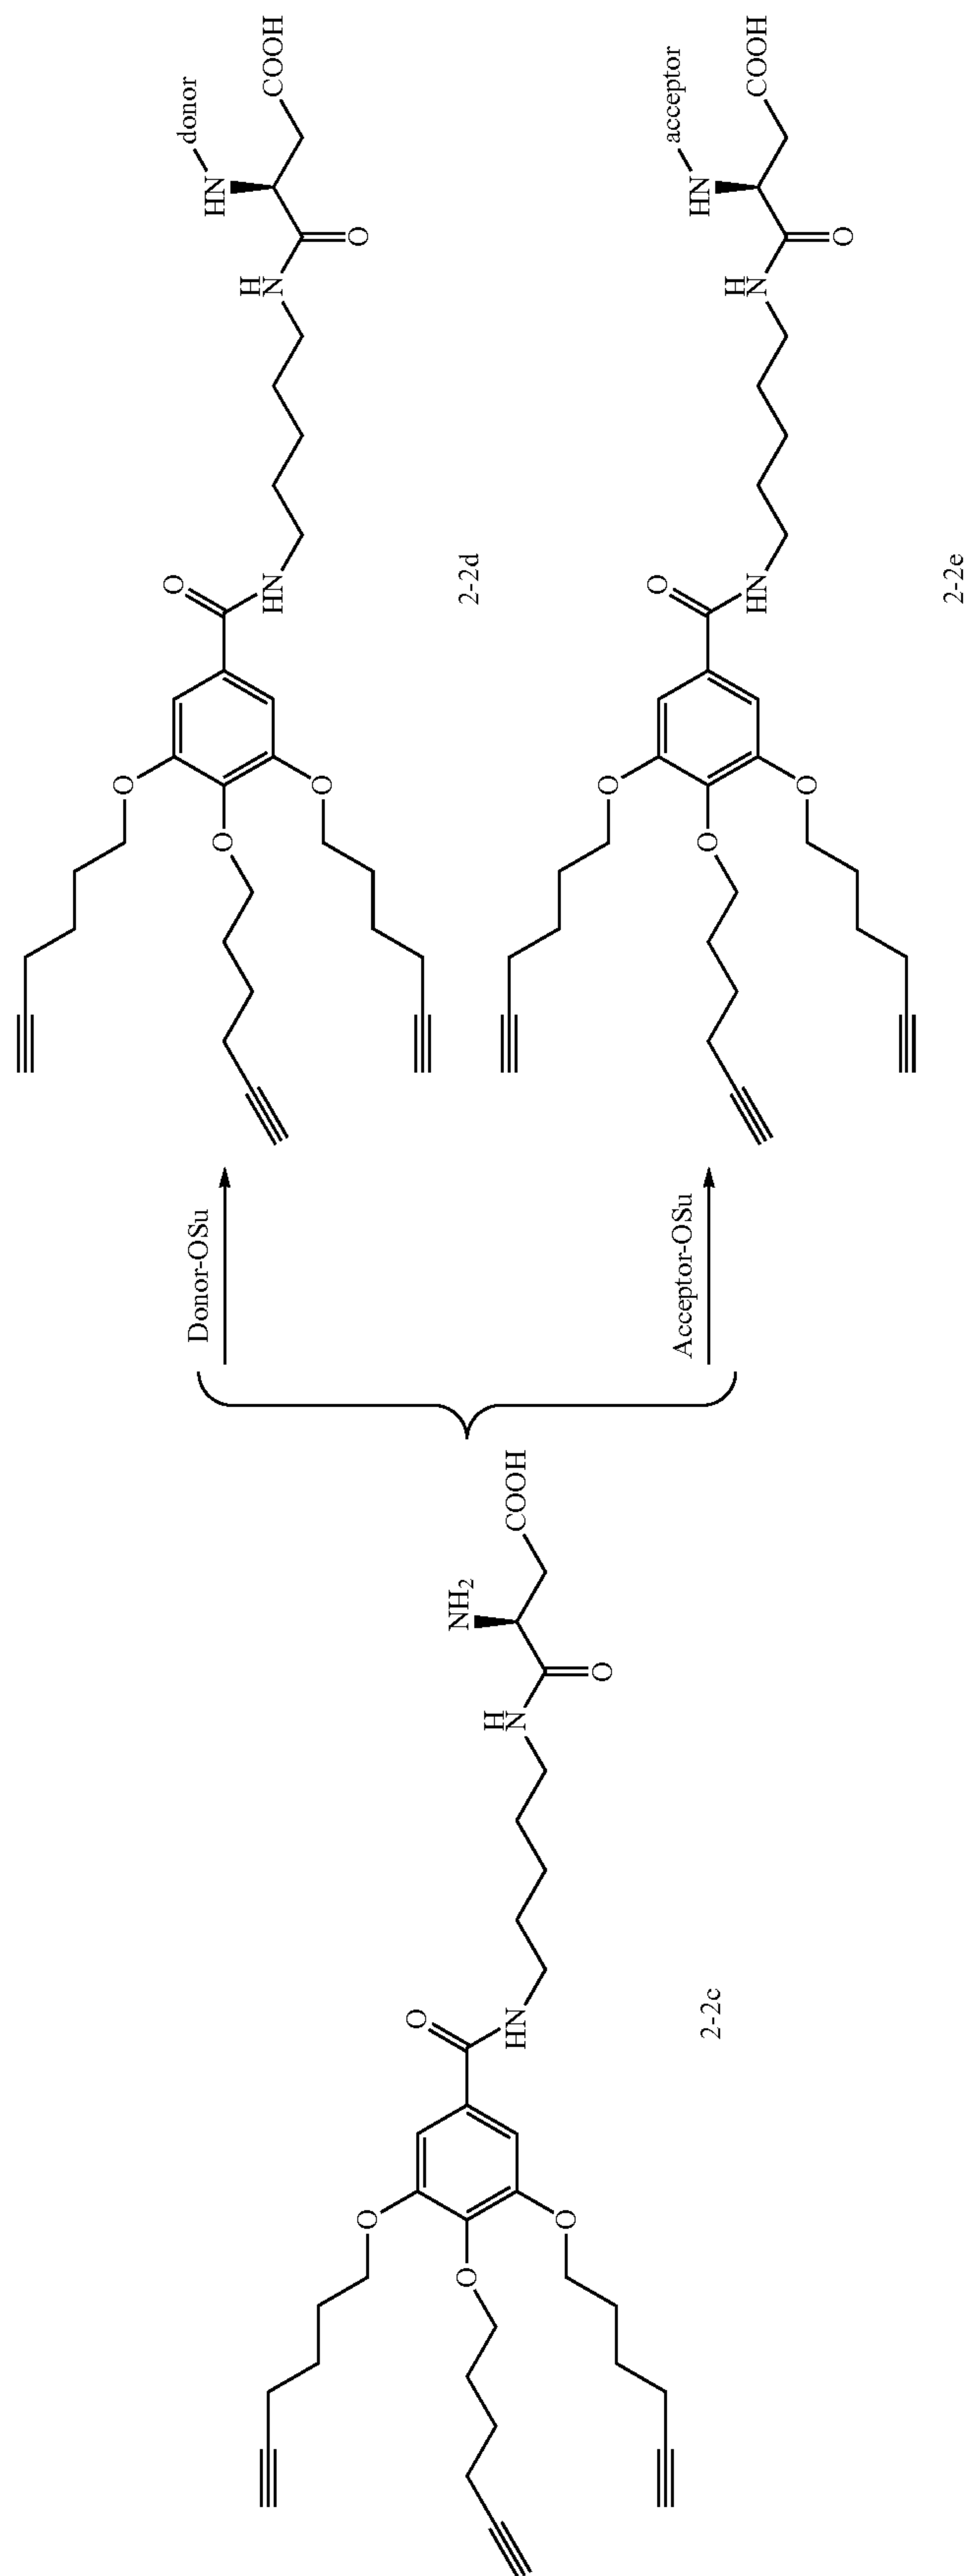 O
O
O
O
HN
H
N
O
NH₂
COOH
2-2c
Donor-OSu
O
O
O
O
HN
H
N
O
HN
donor
COOH
2-2d
Acceptor-OSu
O
O
O
O
HN
H
N
O
HN
acceptor
COOH
2-2e